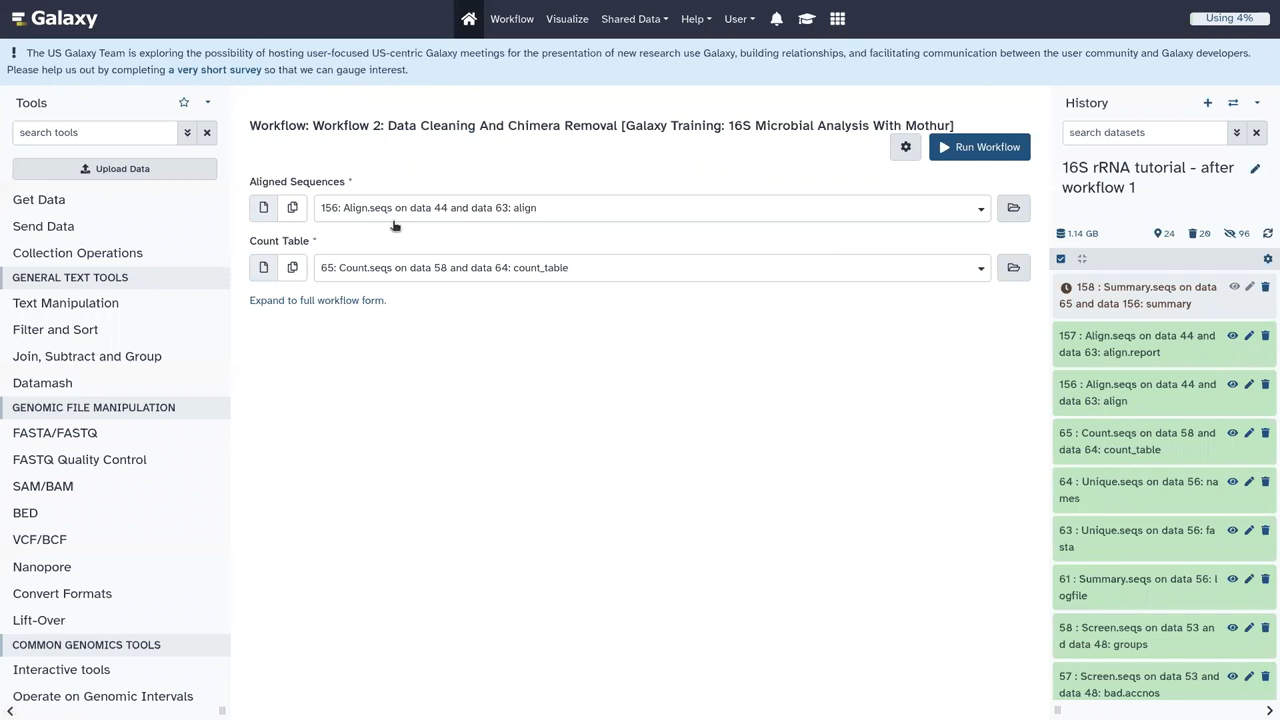 Galaxy
Workflow Visualize Shared Data Help User
Using 4%
The US Galaxy Team is exploring the possibility of hosting user-focused US-centric Galaxy meetings for the presentation of new research use Galaxy, building relationships, and facilitating communication between the user community and Galaxy developers.
Please help us out by completing a very short survey so that we can gauge interest.
Tools
search tools
Upload Data
Get Data
Send Data
Collection Operations
GENERAL TEXT TOOLS
Text Manipulation
Filter and Sort
Join, Subtract and Group
Datamash
GENOMIC FILE MANIPULATION
FASTA/FASTQ
FASTQ Quality Control
SAM/BAM
BED
VCF/BCF
Nanopore
Convert Formats
Lift-Over
COMMON GENOMICS TOOLS
Interactive tools
Operate on Genomic Intervals
Workflow: Workflow 2: Data Cleaning And Chimera Removal [Galaxy Training: 16S Microbial Analysis With Mothur]
Run Workflow
Aligned Sequences *
156: Align.seqs on data 44 and data 63: align
Count Table *
65: Count.seqs on data 58 and data 64: count_table
Expand to full workflow form.
History
search datasets
16S rRNA tutorial - after
workflow 1
1.14 GB 24 20 96
158 : Summary.seqs on data
65 and data 156: summary
157 : Align.seqs on data 44 and
data 63: align.report
156 : Align.seqs on data 44 and
data 63: align
65 : Count.seqs on data 58 and
data 64: count_table
64 : Unique.seqs on data 56: na
mes
63 : Unique.seqs on data 56: fa
sta
61 : Summary.seqs on data 56: l
ogfile
58 : Screen.seqs on data 53 an
d data 48: groups
57 : Screen.seqs on data 53 and
data 48: bad.accnos